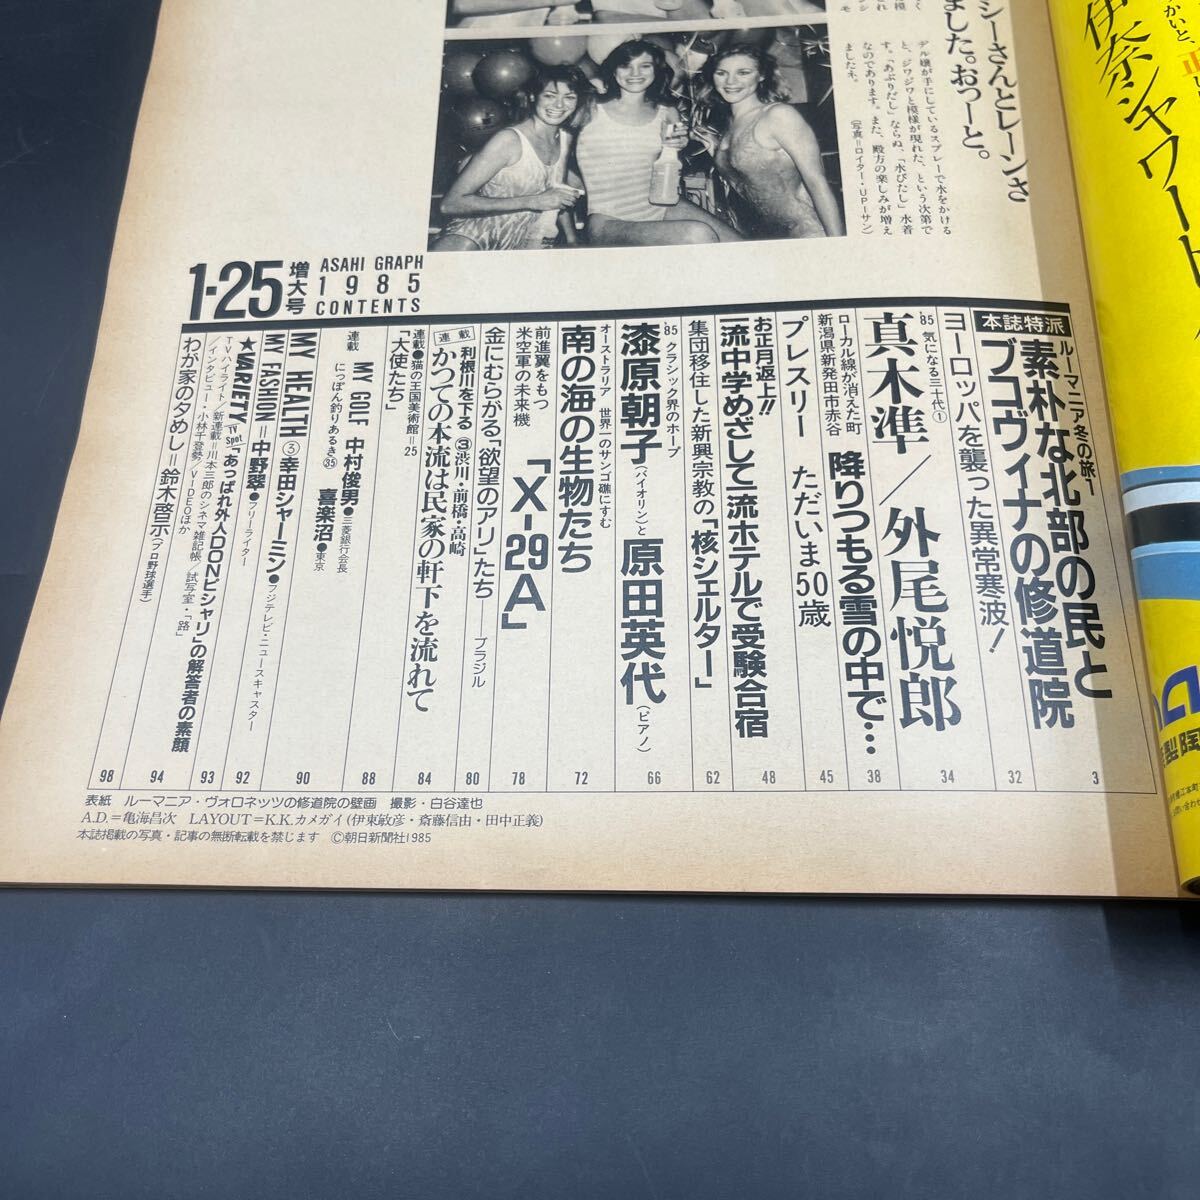 シーさんとレーンさ
ました。おっーと。
デル嬢が手にしているスプレーで水をかける
と、ジワジワと模様が現れた、という次第で
す。「あぶりだし」ならぬ、「水びたし」水着
なのであります。また、殿方の楽しみが増え
ましたネ。
(写真=ロイター・UPIーサン)
伊奈シャワート
1・25
増大号
ASAHI GRAPH
1985
CONTENTS
本誌特派
ルーマニア冬の旅1
素朴な北部の民と
ブコヴィナの修道院
3
ヨーロッパを襲った異常寒波!
32
'85 気になる三十代①
真木準/外尾悦郎
34
ローカル線が消えた町
新潟県新発田市赤谷
降りつもる雪の中で…
38
プレスリー ただいま50歳
45
お正月返上!!
一流中学めざして一流ホテルで受験合宿
48
集団移住した新興宗教の「核シェルター」
62
'85 クラシック界のホープ
漆原朝子(バイオリン)と原田英代(ピアノ)
66
オーストラリア 世界一のサンゴ礁にすむ
南の海の生物たち
72
前進翼をもつ
米空軍の未来機
「X-29A」
78
金にむらがる「欲望のアリ」たち——ブラジル
80
連載 利根川を下る ③渋川・前橋・高崎
かつての本流は民家の軒下を流れて
84
連載●猫の王国美術館=25
「大使たち」
88
連載 MY GOLF 中村俊男●三菱銀行会長
にっぽん釣りあるき㉟ 喜楽沼●東京
90
MY HEALTH ③幸田シャーミン●フジテレビ・ニュースキャスター
MY FASHION=中野翠●フリーライター
92
★VARIETY TV Spot/「あっぱれ外人DONピシャリ」の解答者の素顔
TVハイライト/新連載=川本三郎のシネマ雑記帳/試写室・「路」
/インタビュー・小林千登勢/VIDEOほか
93
94
わが家の夕めし=鈴木啓示(プロ野球選手)
98
表紙 ルーマニア・ヴォロネッツの修道院の壁画 撮影・白谷達也
A.D.=亀海昌次 LAYOUT=K.K.カメガイ(伊東敏彦・斎藤信由・田中正義)
本誌掲載の写真・記事の無断転載を禁じます ©朝日新聞社1985